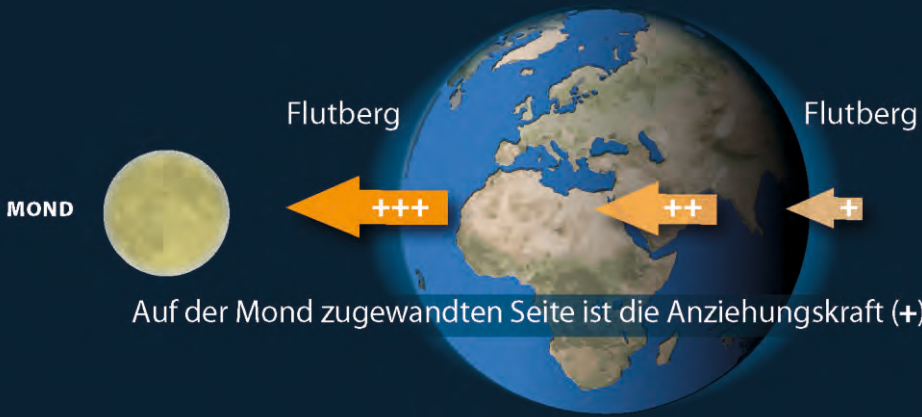 Flutberg
Flutberg
MOND
+++
++
+
Auf der Mond zugewandten Seite ist die Anziehungskraft (+)